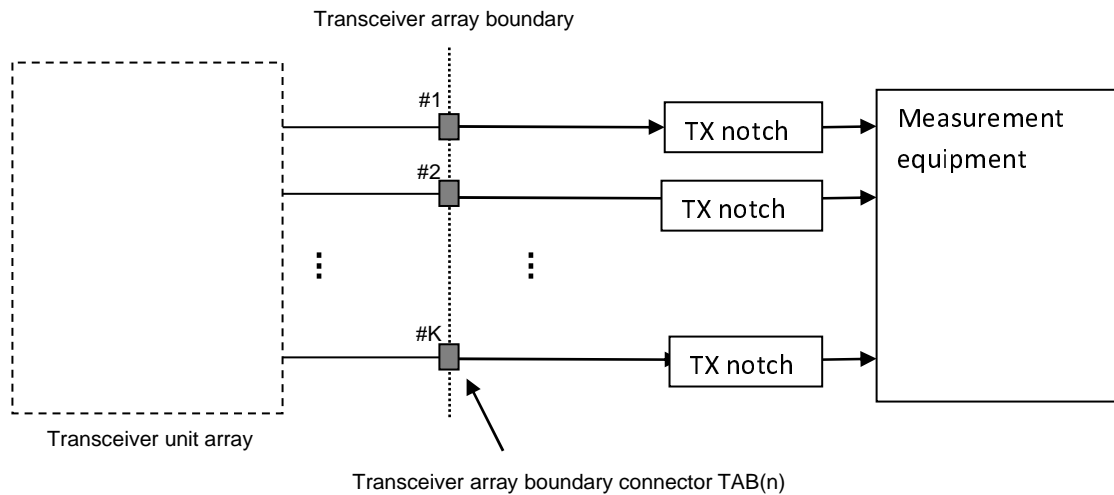 Transceiver array boundary
#1
TX notch
Measurement
equipment
#2
TX notch
#K
TX notch
Transceiver unit array
Transceiver array boundary connector TAB(n)